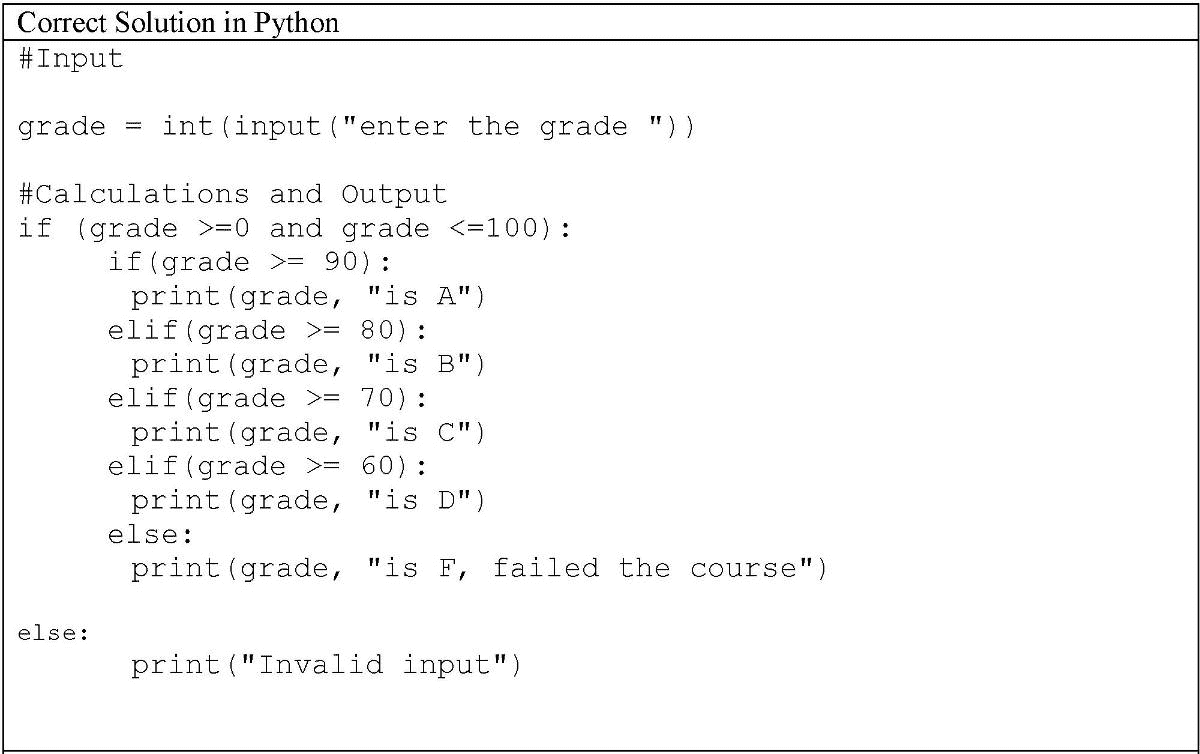 Correct Solution in Python
#Input
grade = int(input("enter the grade "))
#Calculations and Output
if (grade >=0 and grade <=100):
if(grade >= 90):
print(grade, "is A")
elif(grade >= 80):
print(grade, "is B")
elif(grade >= 70):
print(grade, "is C")
elif(grade >= 60):
print(grade, "is D")
else:
print(grade, "is F, failed the course")
else:
print("Invalid input")